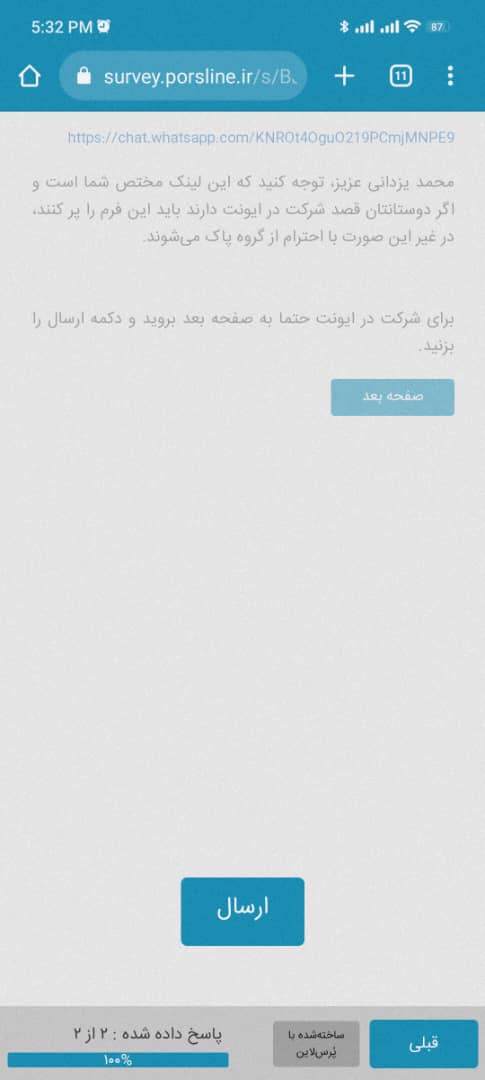 5:32 PM
87
survey.porsline.ir/s/B
11
https://chat.whatsapp.com/KNROt4OguO219PCmjMNPE9
محمد یزدانی عزیز، توجه کنید که این لینک مختص شما است و
اگر دوستانتان قصد شرکت در ایونت دارند باید این فرم را پر کنند،
در غیر این صورت با احترام از گروه پاک می‌شوند.
برای شرکت در ایونت حتما به صفحه بعد بروید و دکمه ارسال را
بزنید.
صفحه بعد
ارسال
قبلی
ساخته‌شده با
پُرس‌لاین
پاسخ داده شده : ۲ از ۲
۱۰۰%